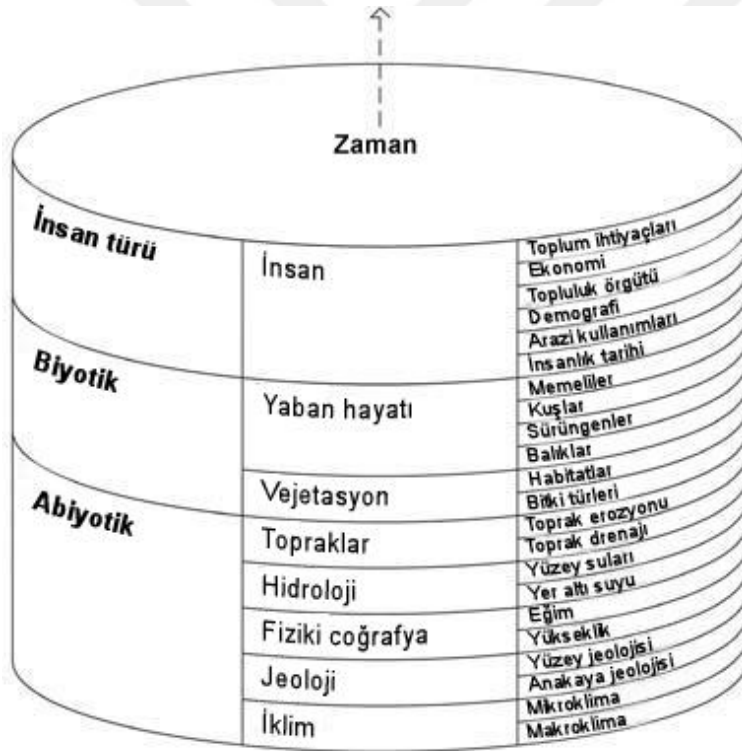 Zaman
İnsan türü
Biyotik
Abiyotik
İnsan
Yaban hayatı
Vejetasyon
Topraklar
Hidroloji
Fiziki coğrafya
Jeoloji
İklim
Toplum ihtiyaçları
Ekonomi
Topluluk örgütü
Demografi
Arazi kullanımları
İnsanlık tarihi
Memeliler
Kuşlar
Sürüngenler
Balıklar
Habitatlar
Bitki türleri
Toprak erozyonu
Toprak drenajı
Yüzey suları
Yer altı suyu
Eğim
Yükseklik
Yüzey jeolojisi
Anakaya jeolojisi
Mikroklima
Makroklima